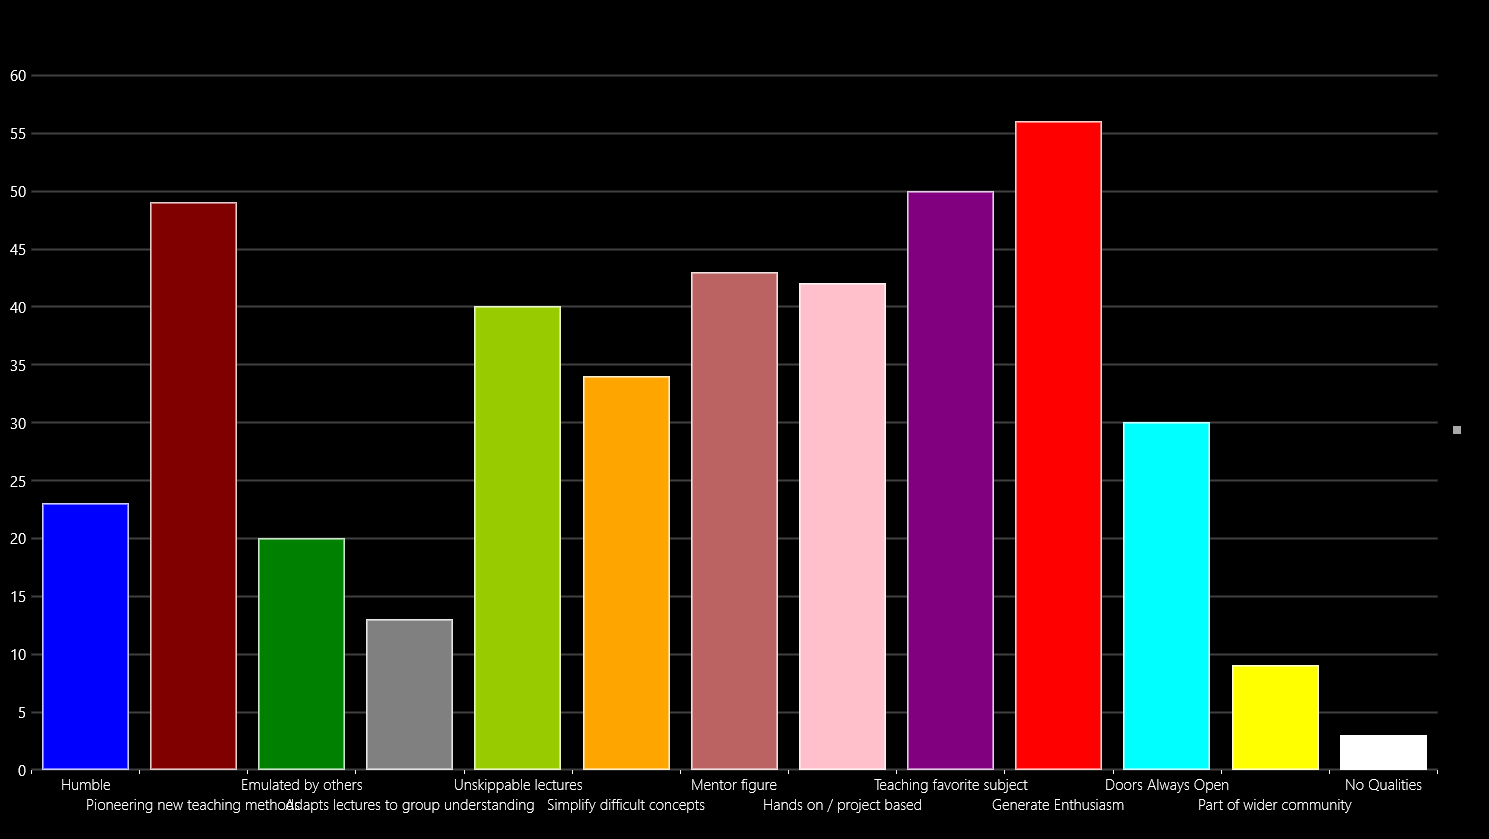 60
55
50
45
40
35
30
25
20
15
10
5
0
Humble
Emulated by others
Unskippable lectures
Mentor figure
Teaching favorite subject
Doors Always Open
No Qualities
Pioneering new teaching methods
Adapts lectures to group understanding
Simplify difficult concepts
Hands on / project based
Generate Enthusiasm
Part of wider community